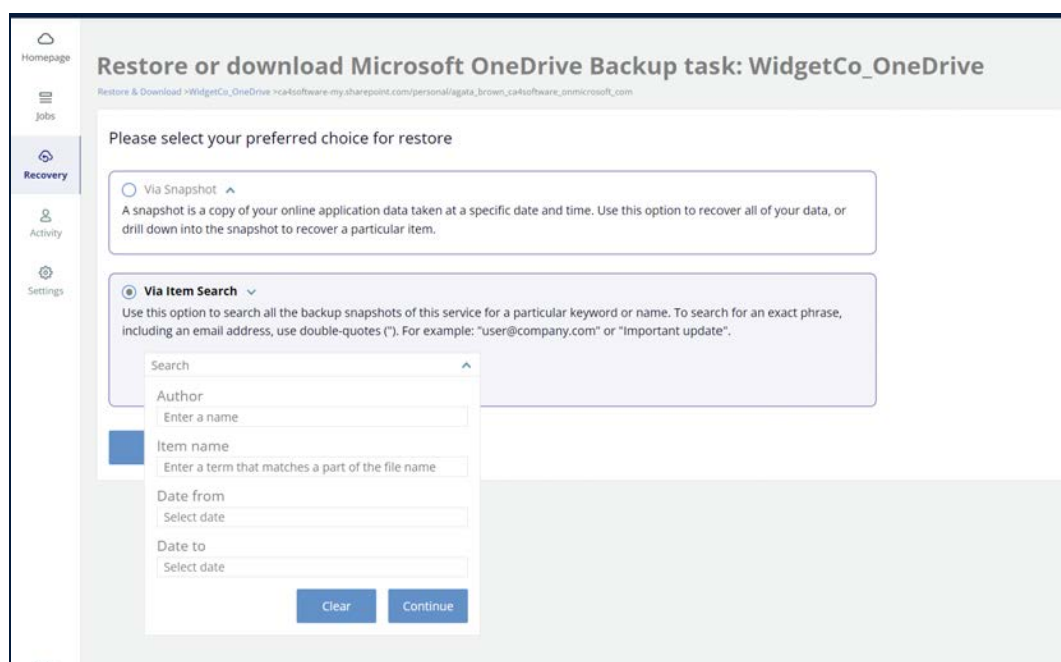 Homepage
Jobs
Recovery
Activity
Settings
Restore or download Microsoft OneDrive Backup task: WidgetCo_OneDrive
Restore & Download >WidgetCo_OneDrive >ca4software-my.sharepoint.com/personal/agata_brown_ca4software_onmicrosoft_com
Please select your preferred choice for restore
Via Snapshot
A snapshot is a copy of your online application data taken at a specific date and time. Use this option to recover all of your data, or
drill down into the snapshot to recover a particular item.
Via Item Search
Use this option to search all the backup snapshots of this service for a particular keyword or name. To search for an exact phrase,
including an email address, use double-quotes ("). For example: "user@company.com" or "Important update".
Search
Author
Enter a name
Item name
Enter a term that matches a part of the file name
Date from
Select date
Date to
Select date
Clear
Continue